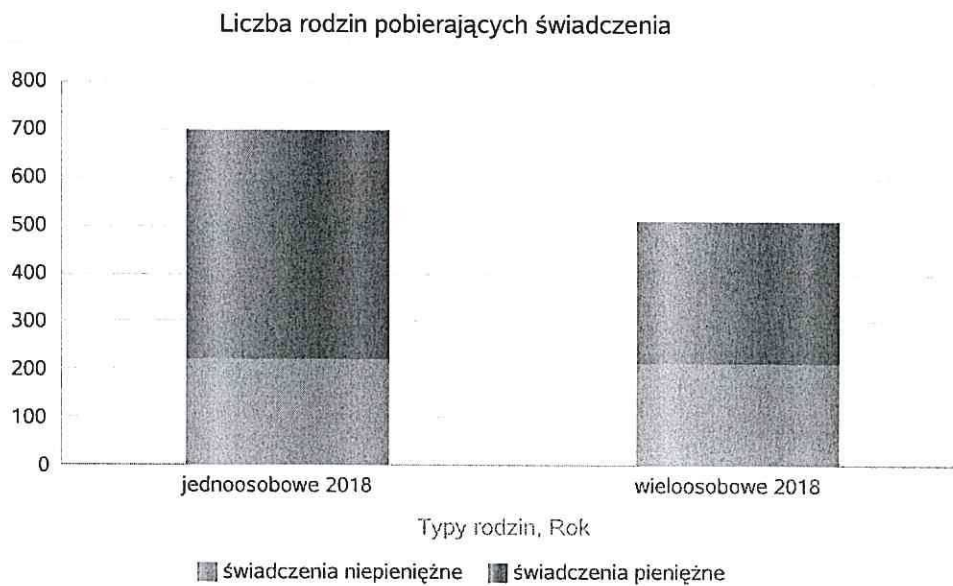 Liczba rodzin pobierających świadczenia
800
700
600
500
400
300
200
100
0
jednoosobowe 2018
wieloosobowe 2018
Typy rodzin, Rok
świadczenia niepieniężne świadczenia pieniężne